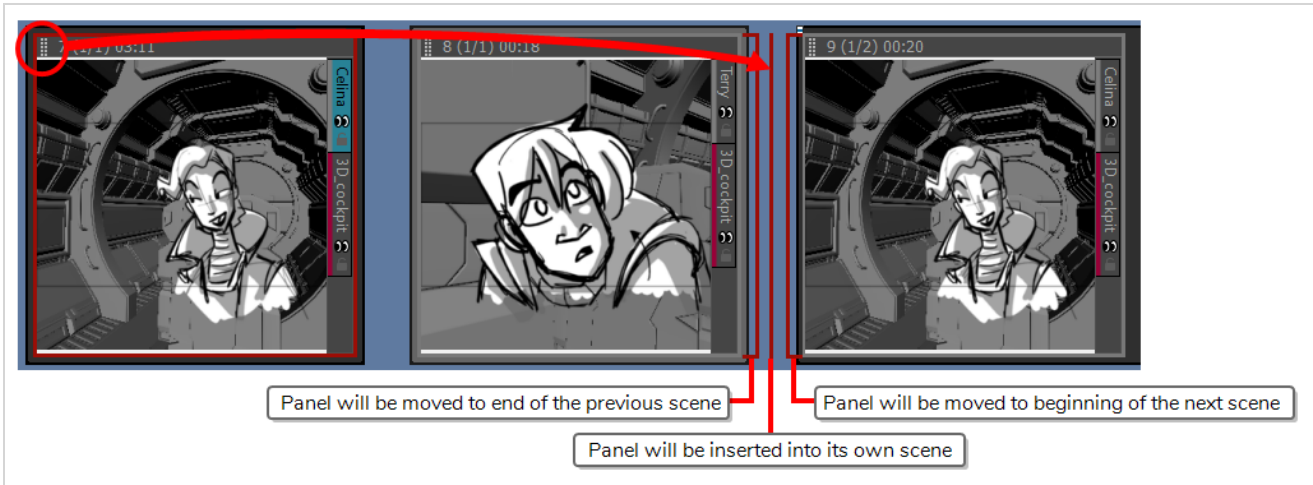 7 (1/1) 03:11
Celina
3D_cockpit
8 (1/1) 00:18
Terry
3D_cockpit
9 (1/2) 00:20
Celina
3D_cockpit
Panel will be moved to end of the previous scene
Panel will be moved to beginning of the next scene
Panel will be inserted into its own scene